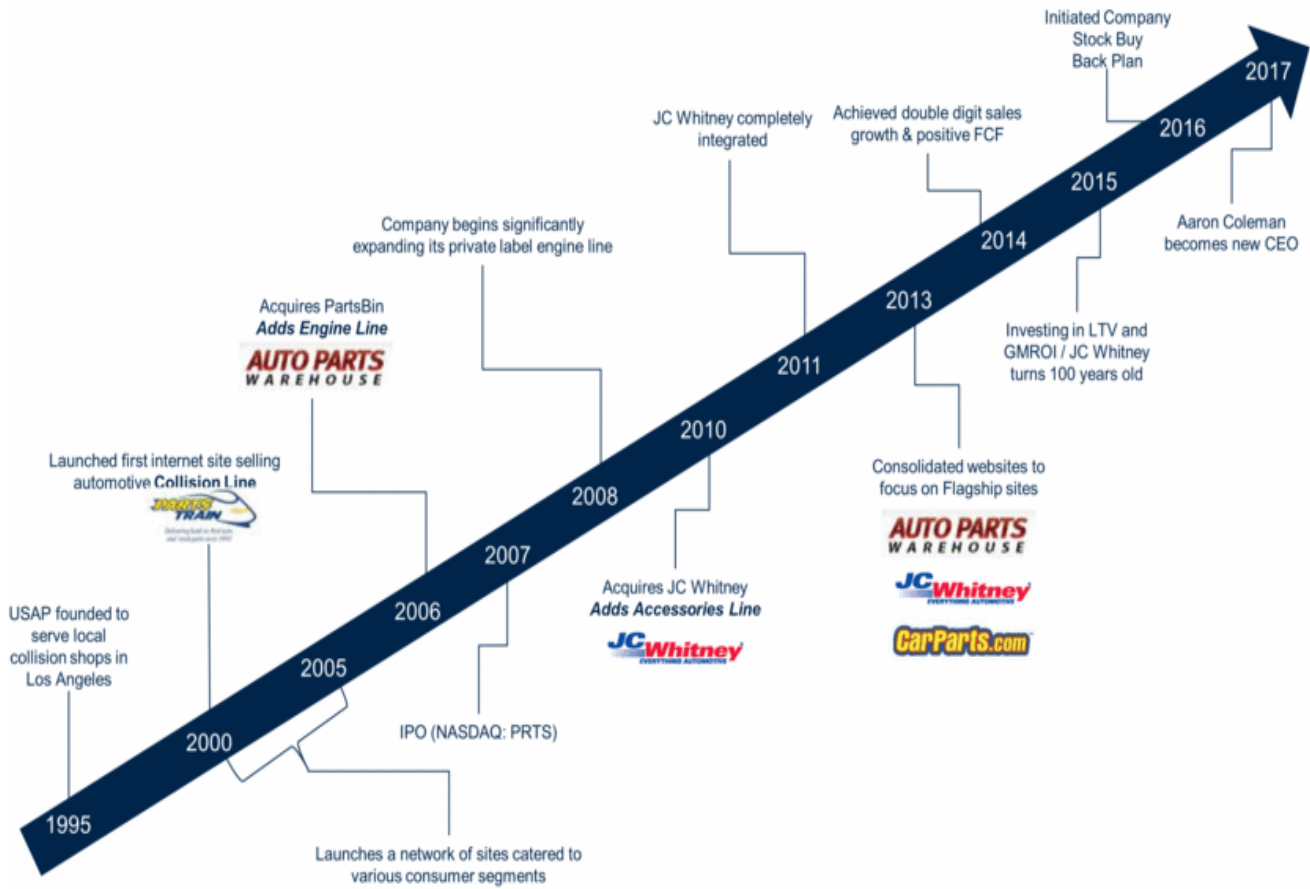 Initiated Company
Stock Buy
Back Plan
2017
JC Whitney completely
integrated
Achieved double digit sales
growth & positive FCF
2016
2015
Aaron Coleman
becomes new CEO
Company begins significantly
expanding its private label engine line
2014
Acquires PartsBin
Adds Engine Line
AUTO PARTS
WAREHOUSE
2013
Investing in LTV and
GMROI / JC Whitney
turns 100 years old
2011
2010
Launched first internet site selling
automotive Collision Line
PARTS
TRAIN
Consolidated websites to
focus on Flagship sites
AUTO PARTS
WAREHOUSE
JC Whitney
EVERYTHING AUTOMOTIVE
CarParts.com
2008
2007
Acquires JC Whitney
Adds Accessories Line
JC Whitney
EVERYTHING AUTOMOTIVE
2006
USAP founded to
serve local
collision shops in
Los Angeles
2005
IPO (NASDAQ: PRTS)
2000
1995
Launches a network of sites catered to
various consumer segments